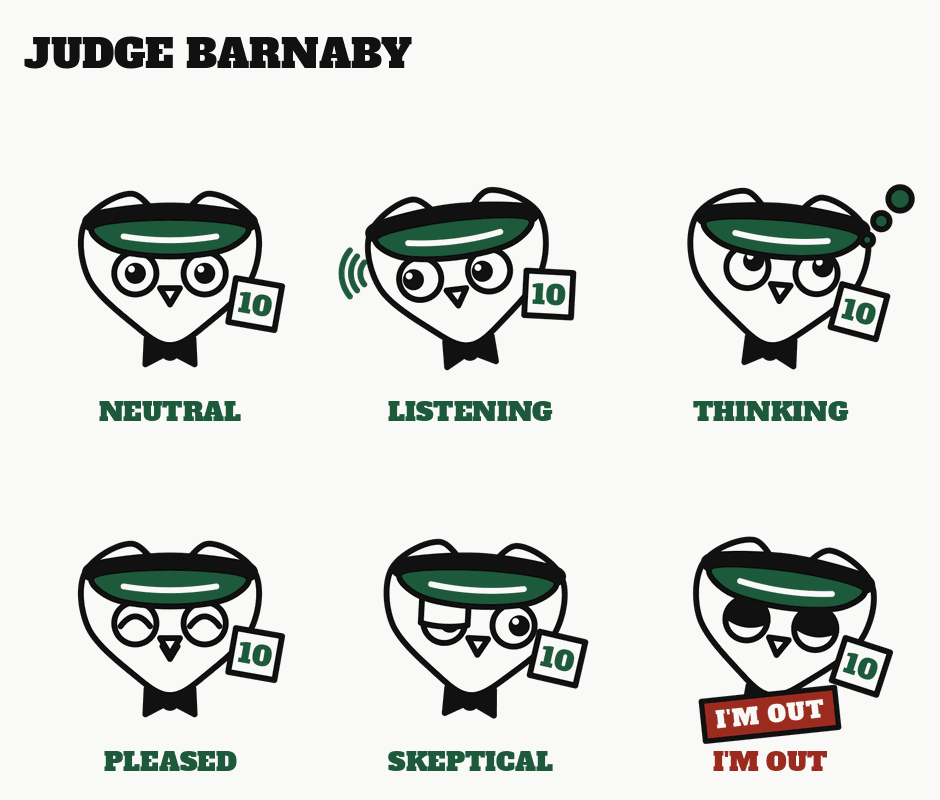 JUDGE BARNABY
10
10
10
NEUTRAL
LISTENING
THINKING
10
10
10
I'M OUT
PLEASED
SKEPTICAL
I'M OUT